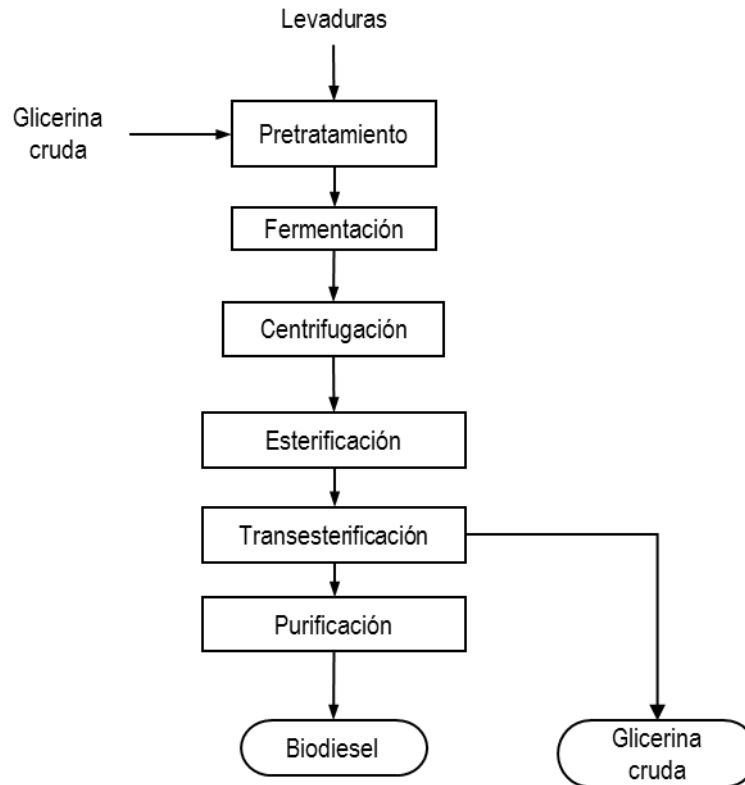 Levaduras
Glicerina
cruda
Pretratamiento
Fermentación
Centrifugación
Esterificación
Transesterificación
Purificación
Biodiesel
Glicerina
cruda